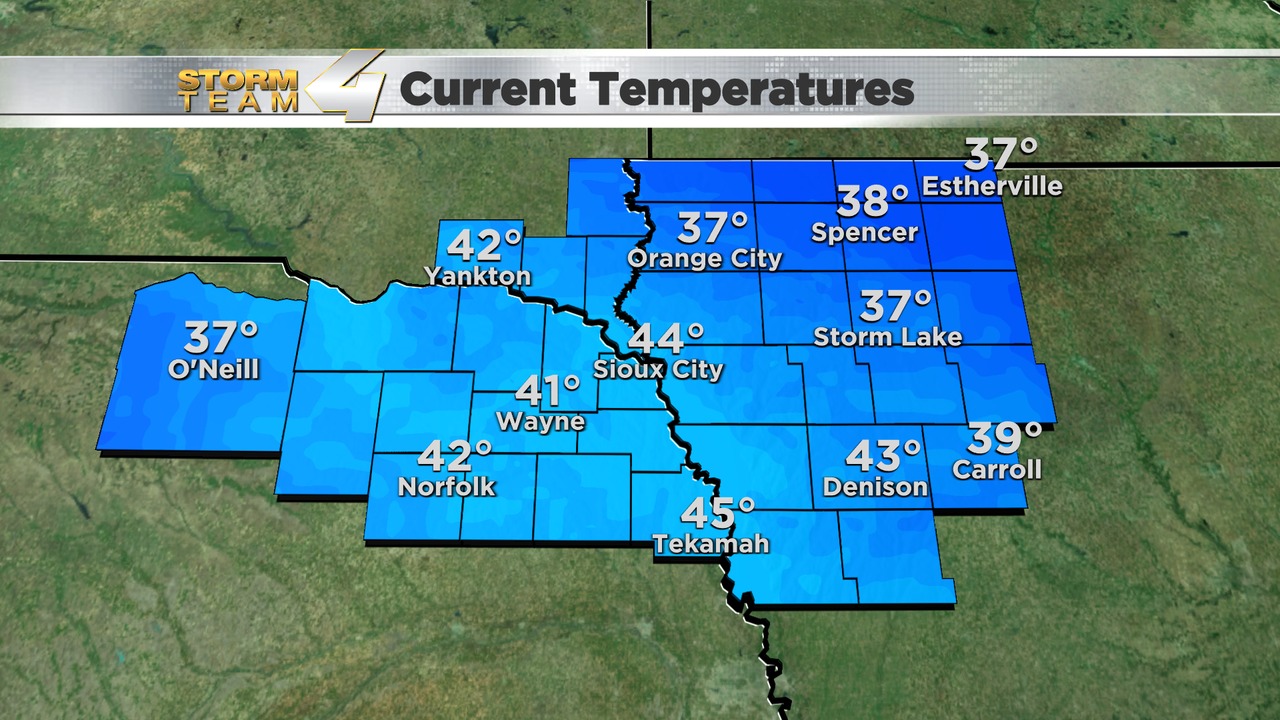 STORM
TEAM
4
Current Temperatures
37°
Estherville
38°
Spencer
37°
Orange City
42°
Yankton
37°
Storm Lake
37°
O'Neill
44°
Sioux City
41°
Wayne
42°
Norfolk
43°
Denison
39°
Carroll
45°
Tekamah